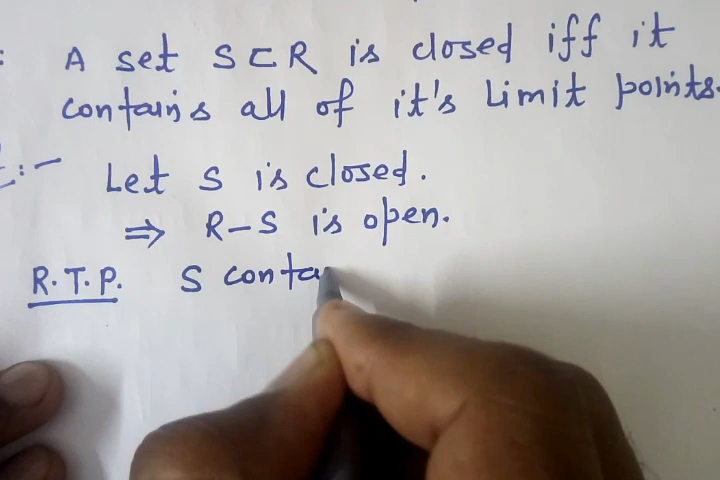 : A set S ⊂ R is closed iff it
contains all of it's Limit points.
:- Let S is closed.
⇒ R-S is open.
R.T.P. S conta